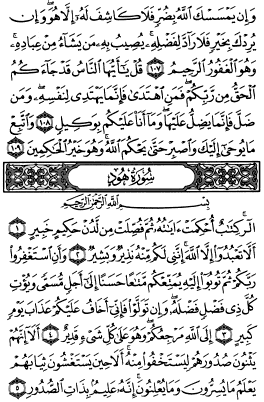 وَإِن يَمْسَسْكَ ٱللَّهُ بِضُرٍّ فَلَا كَاشِفَ لَهُۥٓ إِلَّا هُوَ ۖ وَإِن
يُرِدْكَ بِخَيْرٍ فَلَا رَآدَّ لِفَضْلِهِۦ ۚ يُصِيبُ بِهِۦ مَن يَشَآءُ مِنْ عِبَادِهِۦ ۚ
وَهُوَ ٱلْغَفُورُ ٱلرَّحِيمُ ١٠٧ قُلْ يَٰٓأَيُّهَا ٱلنَّاسُ قَدْ جَآءَكُمُ
ٱلْحَقُّ مِن رَّبِّكُمْ ۖ فَمَنِ ٱهْتَدَىٰ فَإِنَّمَا يَهْتَدِى لِنَفْسِهِۦ ۖ وَمَن
ضَلَّ فَإِنَّمَا يَضِلُّ عَلَيْهَا ۖ وَمَآ أَنَا۠ عَلَيْكُم بِوَكِيلٍ ١٠٨ وَٱتَّبِعْ
مَا يُوحَىٰٓ إِلَيْكَ وَٱصْبِرْ حَتَّىٰ يَحْكُمَ ٱللَّهُ ۚ وَهُوَ خَيْرُ ٱلْحَٰكِمِينَ ١٠٩
سُورَةُ هُودٍ
بِسْمِ ٱللَّهِ ٱلرَّحْمَٰنِ ٱلرَّحِيمِ
الٓر ۚ كِتَٰبٌ أُحْكِمَتْ ءَايَٰتُهُۥ ثُمَّ فُصِّلَتْ مِن لَّدُنْ حَكِيمٍ خَبِيرٍ ١
أَلَّا تَعْبُدُوٓا۟ إِلَّا ٱللَّهَ ۚ إِنَّنِى لَكُم مِّنْهُ نَذِيرٌ وَبَشِيرٌ ٢ وَأَنِ ٱسْتَغْفِرُوا۟
رَبَّكُمْ ثُمَّ تُوبُوٓا۟ إِلَيْهِ يُمَتِّعْكُم مَّتَٰعًا حَسَنًا إِلَىٰٓ أَجَلٍ مُّسَمًّى وَيُؤْتِ
كُلَّ ذِى فَضْلٍ فَضْلَهُۥ ۖ وَإِن تَوَلَّوْا۟ فَإِنِّىٓ أَخَافُ عَلَيْكُمْ عَذَابَ يَوْمٍ
كَبِيرٍ ٣ إِلَى ٱللَّهِ مَرْجِعُكُمْ ۖ وَهُوَ عَلَىٰ كُلِّ شَىْءٍ قَدِيرٌ ٤ أَلَآ إِنَّهُمْ
يَثْنُونَ صُدُورَهُمْ لِيَسْتَخْفُوا۟ مِنْهُ ۚ أَلَا حِينَ يَسْتَغْشُونَ ثِيَابَهُمْ
يَعْلَمُ مَا يُسِرُّونَ وَمَا يُعْلِنُونَ ۚ إِنَّهُۥ عَلِيمٌۢ بِذَاتِ ٱلصُّدُورِ ٥